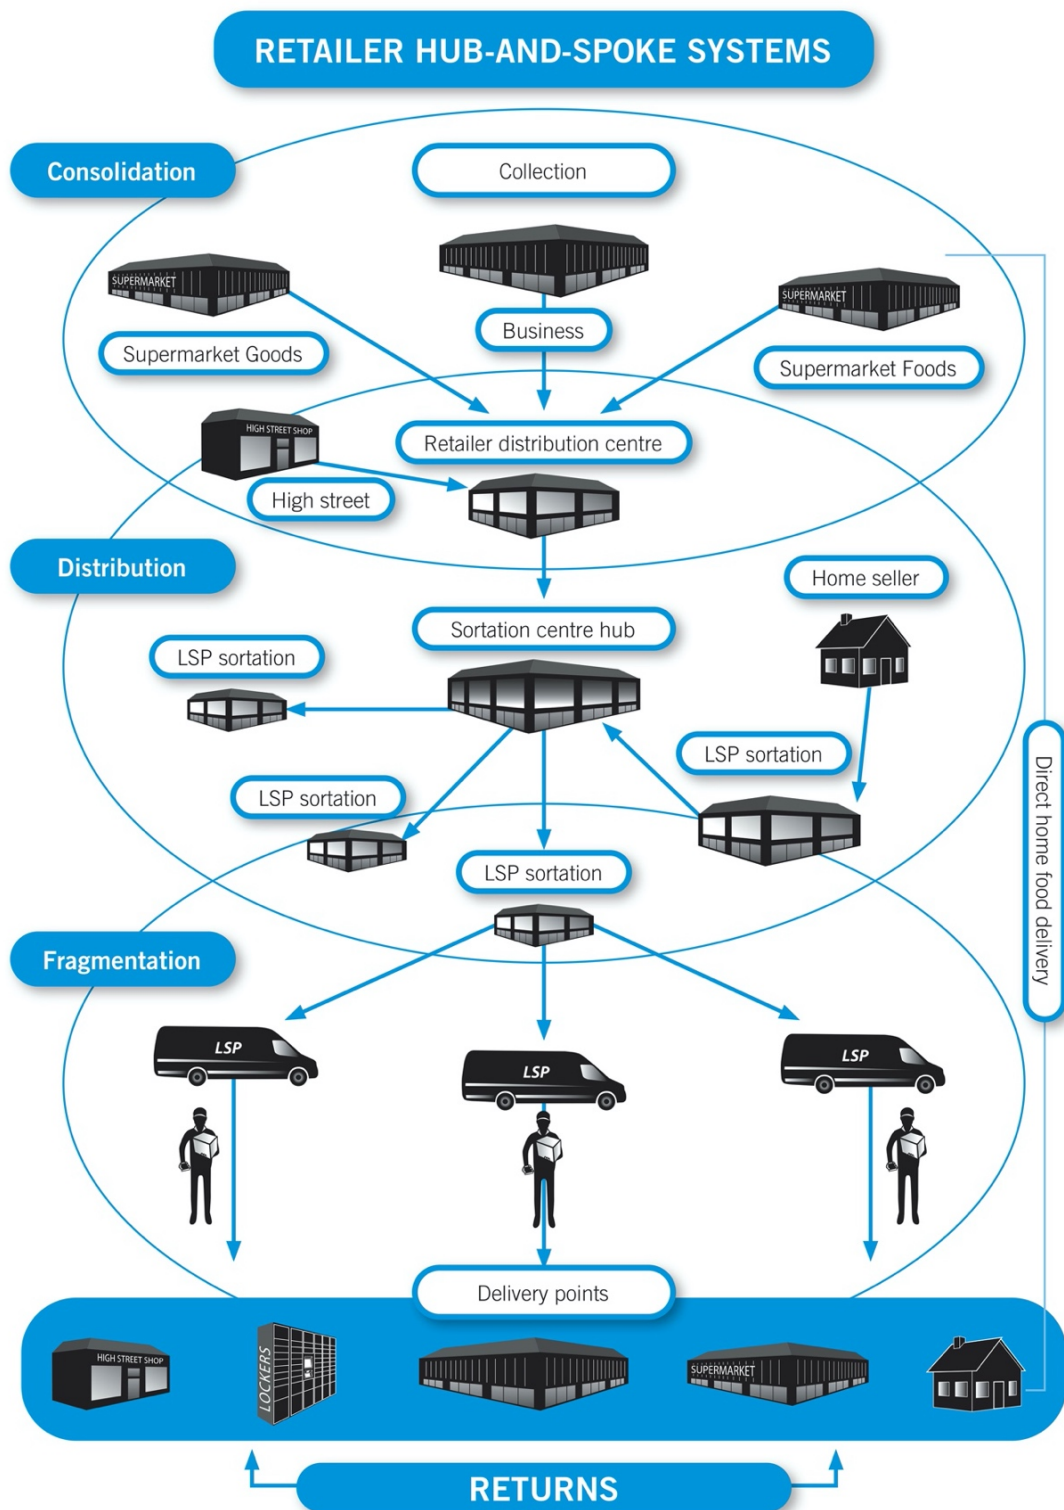 RETAILER HUB-AND-SPOKE SYSTEMS
Consolidation
Collection
SUPERMARKET
SUPERMARKET
Business
Supermarket Goods
Supermarket Foods
HIGH STREET SHOP
Retailer distribution centre
High street
Distribution
Home seller
Sortation centre hub
LSP sortation
LSP sortation
LSP sortation
LSP sortation
Direct home food delivery
Fragmentation
LSP
LSP
LSP
Delivery points
HIGH STREET SHOP
LOCKERS
SUPERMARKET
RETURNS